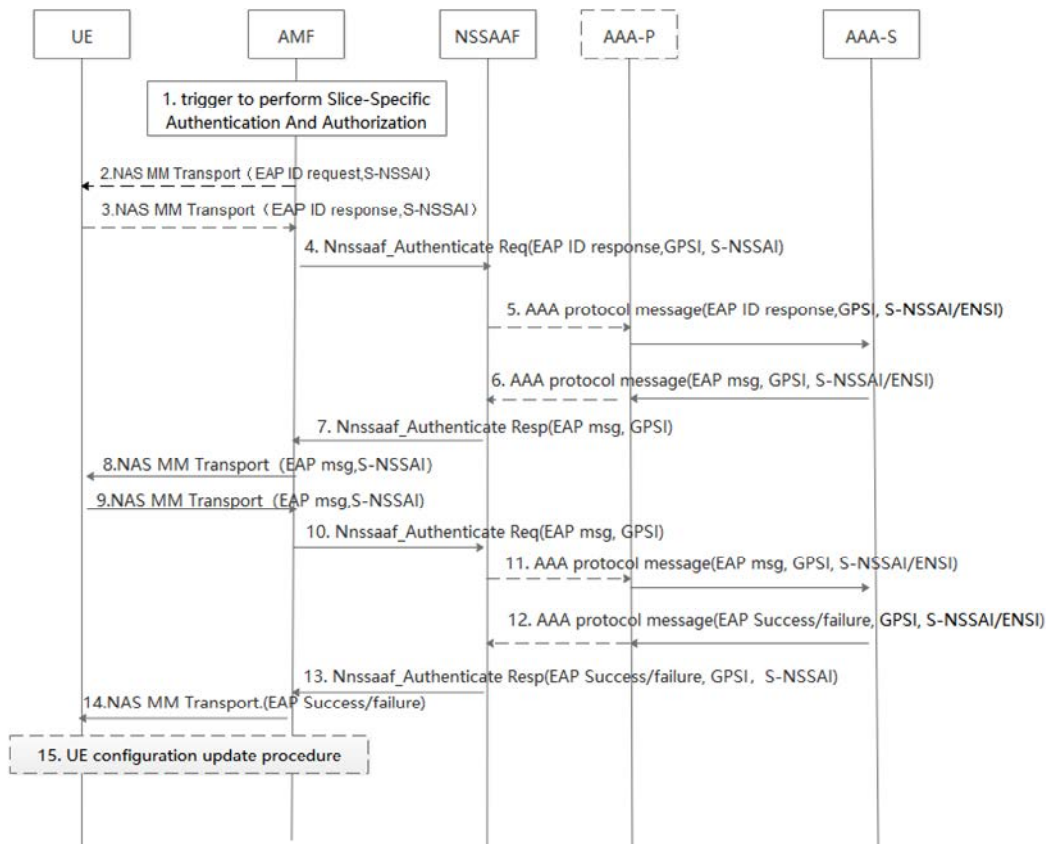 UE
AMF
NSSAAF
AAA-P
AAA-S
1. trigger to perform Slice-Specific
Authentication And Authorization
2.NAS MM Transport（EAP ID request,S-NSSAI）
3.NAS MM Transport（EAP ID response,S-NSSAI）
4. Nnssaaf_Authenticate Req(EAP ID response,GPSI, S-NSSAI)
5. AAA protocol message(EAP ID response,GPSI, S-NSSAI/ENSI)
6. AAA protocol message(EAP msg, GPSI, S-NSSAI/ENSI)
7. Nnssaaf_Authenticate Resp(EAP msg, GPSI)
8.NAS MM Transport（EAP msg,S-NSSAI）
9.NAS MM Transport（EAP msg,S-NSSAI）
10. Nnssaaf_Authenticate Req(EAP msg, GPSI)
11. AAA protocol message(EAP msg, GPSI, S-NSSAI/ENSI)
12. AAA protocol message(EAP Success/failure, GPSI, S-NSSAI/ENSI)
13. Nnssaaf_Authenticate Resp(EAP Success/failure, GPSI，S-NSSAI)
14.NAS MM Transport.(EAP Success/failure)
15. UE configuration update procedure